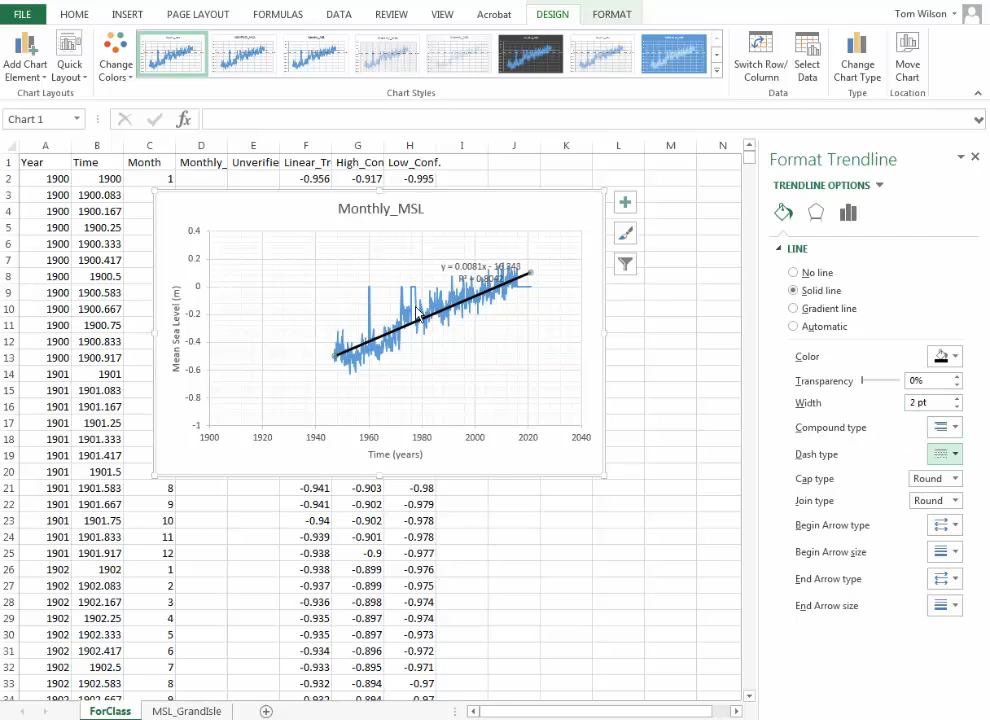 FILE HOME INSERT PAGE LAYOUT FORMULAS DATA REVIEW VIEW Acrobat DESIGN FORMAT Tom Wilson
Add Chart Element Quick Layout Change Colors Switch Row/ Column Select Data Change Chart Type Move Chart
Chart Layouts Chart Styles Data Type Location
Chart 1 fx
A B C D E F G H I J K L M N
1 Year Time Month Monthly_ Unverifie Linear_Tr High_Con Low_Conf.
2 1900 1900 1 -0.956 -0.917 -0.995
3 1900 1900.083
4 1900 1900.167
5 1900 1900.25
6 1900 1900.333
7 1900 1900.417
8 1900 1900.5
9 1900 1900.583
10 1900 1900.667
11 1900 1900.75
12 1900 1900.833
13 1900 1900.917
14 1901 1901
15 1901 1901.083
16 1901 1901.167
17 1901 1901.25
18 1901 1901.333
19 1901 1901.417
20 1901 1901.5
21 1901 1901.583 8 -0.941 -0.903 -0.98
22 1901 1901.667 9 -0.941 -0.902 -0.979
23 1901 1901.75 10 -0.94 -0.902 -0.978
24 1901 1901.833 11 -0.939 -0.901 -0.978
25 1901 1901.917 12 -0.938 -0.9 -0.977
26 1902 1902 1 -0.938 -0.899 -0.976
27 1902 1902.083 2 -0.937 -0.899 -0.975
28 1902 1902.167 3 -0.936 -0.898 -0.974
29 1902 1902.25 4 -0.935 -0.897 -0.974
30 1902 1902.333 5 -0.935 -0.897 -0.973
31 1902 1902.417 6 -0.934 -0.896 -0.972
32 1902 1902.5 7 -0.933 -0.895 -0.971
33 1902 1902.583 8 -0.932 -0.894 -0.97
34 1902 1902.667 9 -0.932 -0.894 -0.97
Monthly_MSL
0.4
0.2
0
-0.2
-0.4
-0.6
-0.8
-1
Mean Sea Level (m)
y = 0.0081x -
1900 1920 1940 1960 1980 2000 2020 2040
Time (years)
Format Trendline
TRENDLINE OPTIONS
LINE
No line
Solid line
Gradient line
Automatic
Color
Transparency 0%
Width 2 pt
Compound type
Dash type
Cap type Round
Join type Round
Begin Arrow type
Begin Arrow size
End Arrow type
End Arrow size
ForClass MSL_GrandIsle